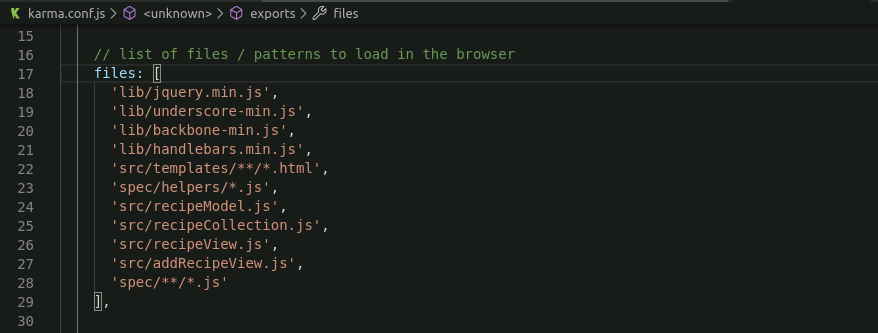 karma.conf.js > <unknown> > exports > files
15
16 // list of files / patterns to load in the browser
17 files: [
18 'lib/jquery.min.js',
19 'lib/underscore-min.js',
20 'lib/backbone-min.js',
21 'lib/handlebars.min.js',
22 'src/templates/**/*.html',
23 'spec/helpers/*.js',
24 'src/recipeModel.js',
25 'src/recipeCollection.js',
26 'src/recipeView.js',
27 'src/addRecipeView.js',
28 'spec/**/*.js'
29 ],
30